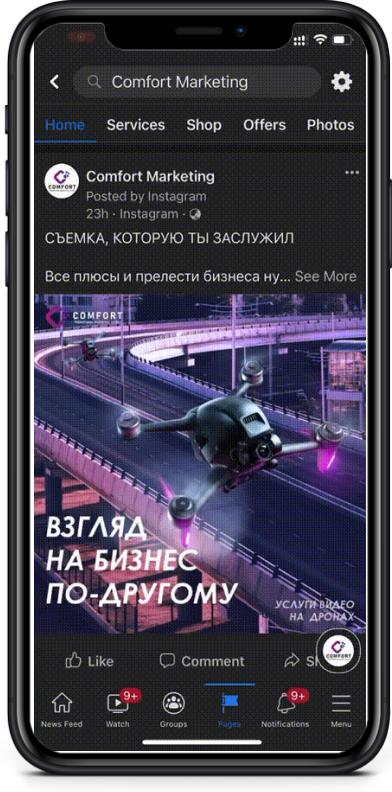 Comfort Marketing
Home Services Shop Offers Photos
COMFORT
Comfort Marketing
Posted by Instagram
23h · Instagram ·
СЪЕМКА, КОТОРУЮ ТЫ ЗАСЛУЖИЛ
Все плюсы и прелести бизнеса ну... See More
COMFORT
ВЗГЛЯД
НА БИЗНЕС
ПО-ДРУГОМУ
УСЛУГИ ВИДЕО
НА ДРОНАХ
COMFORT
Like Comment
9+ 9+
News Feed Watch Groups Pages Notifications Menu